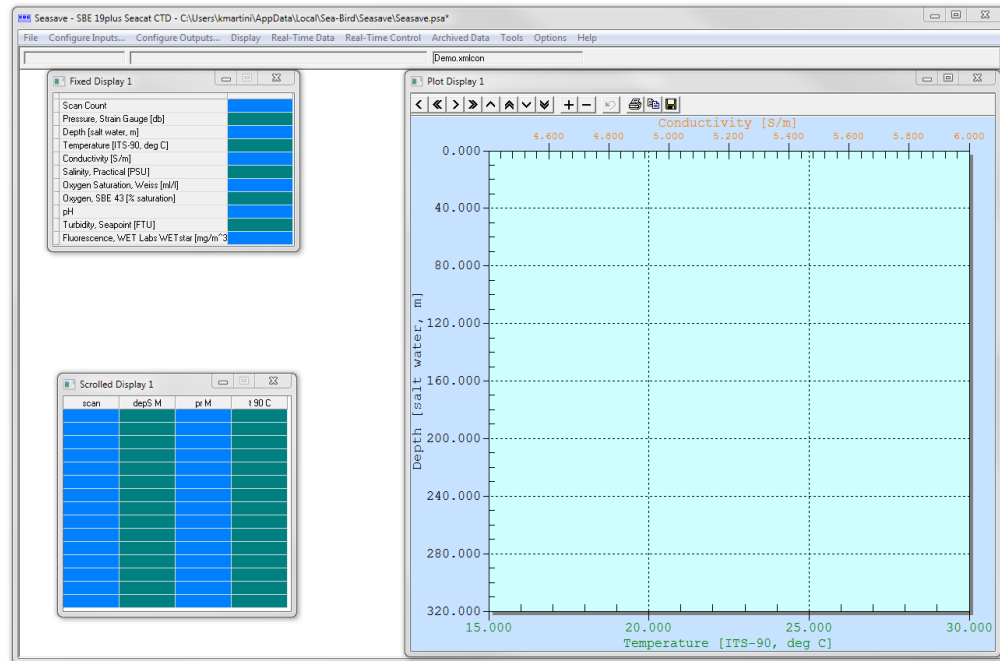 Seasave - SBE 19plus Seacat CTD - C:\Users\kmartini\AppData\Local\Sea-Bird\Seasave\Seasave.psa*
File Configure Inputs... Configure Outputs... Display Real-Time Data Real-Time Control Archived Data Tools Options Help
Demo.xmlcon
Fixed Display 1
Scan Count
Pressure, Strain Gauge [db]
Depth [salt water, m]
Temperature [ITS-90, deg C]
Conductivity [S/m]
Salinity, Practical [PSU]
Oxygen Saturation, Weiss [ml/l]
Oxygen, SBE 43 [% saturation]
pH
Turbidity, Seapoint [FTU]
Fluorescence, WET Labs WETstar [mg/m^3
Scrolled Display 1
scan depS M pr M t 90 C
Plot Display 1
Conductivity [S/m]
4.600 4.800 5.000 5.200 5.400 5.600 5.800 6.000
0.000
40.000
80.000
120.000
160.000
200.000
240.000
280.000
320.000
Depth [salt water, m]
15.000 20.000 25.000 30.000
Temperature [ITS-90, deg C]